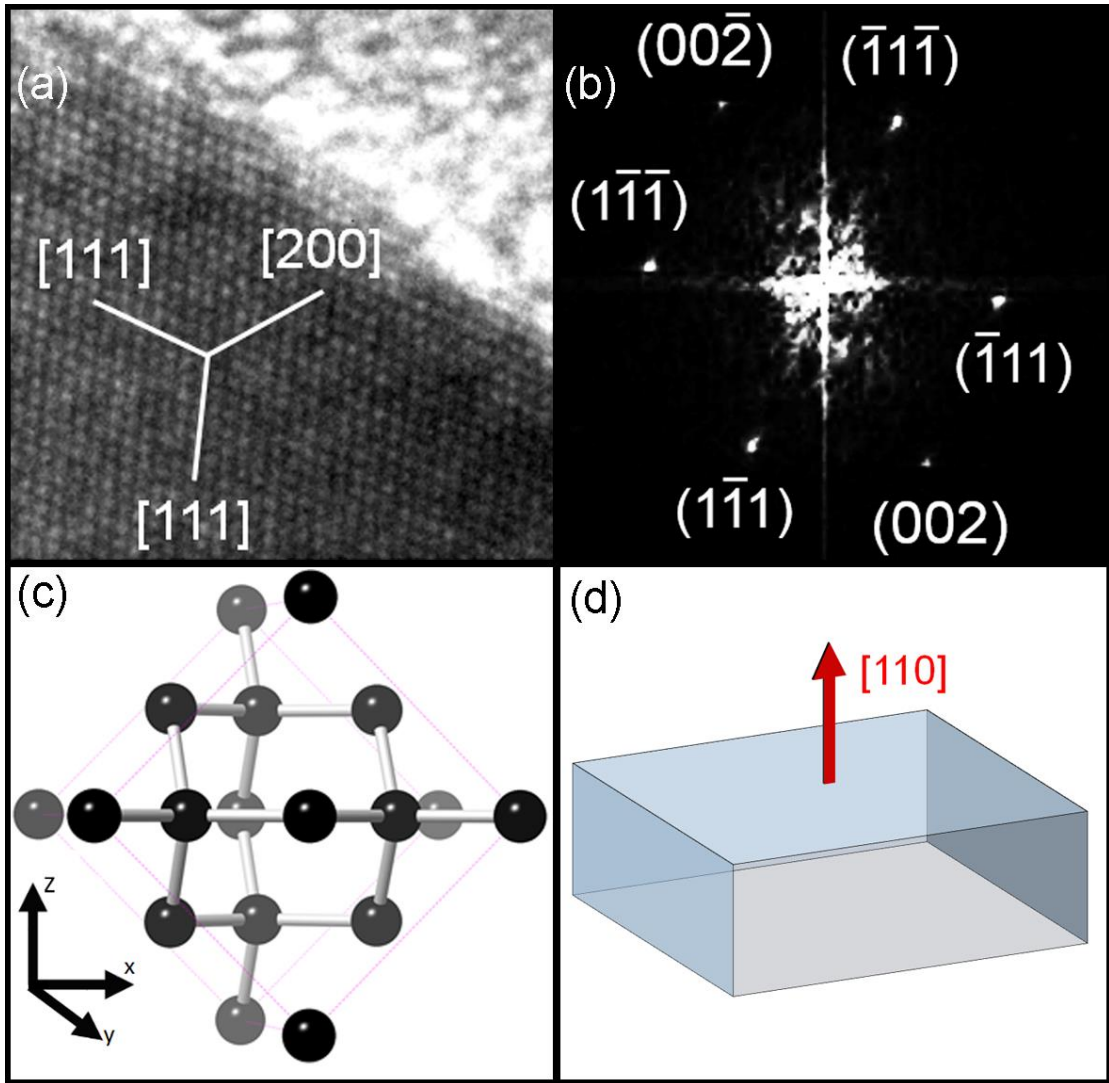 (a)
[111]
[200]
[111]
(b)
(002̅)
(1̅11̅)
(11̅1̅)
(1̅11)
(11̅1)
(002)
(c)
z
x
y
(d)
[110]